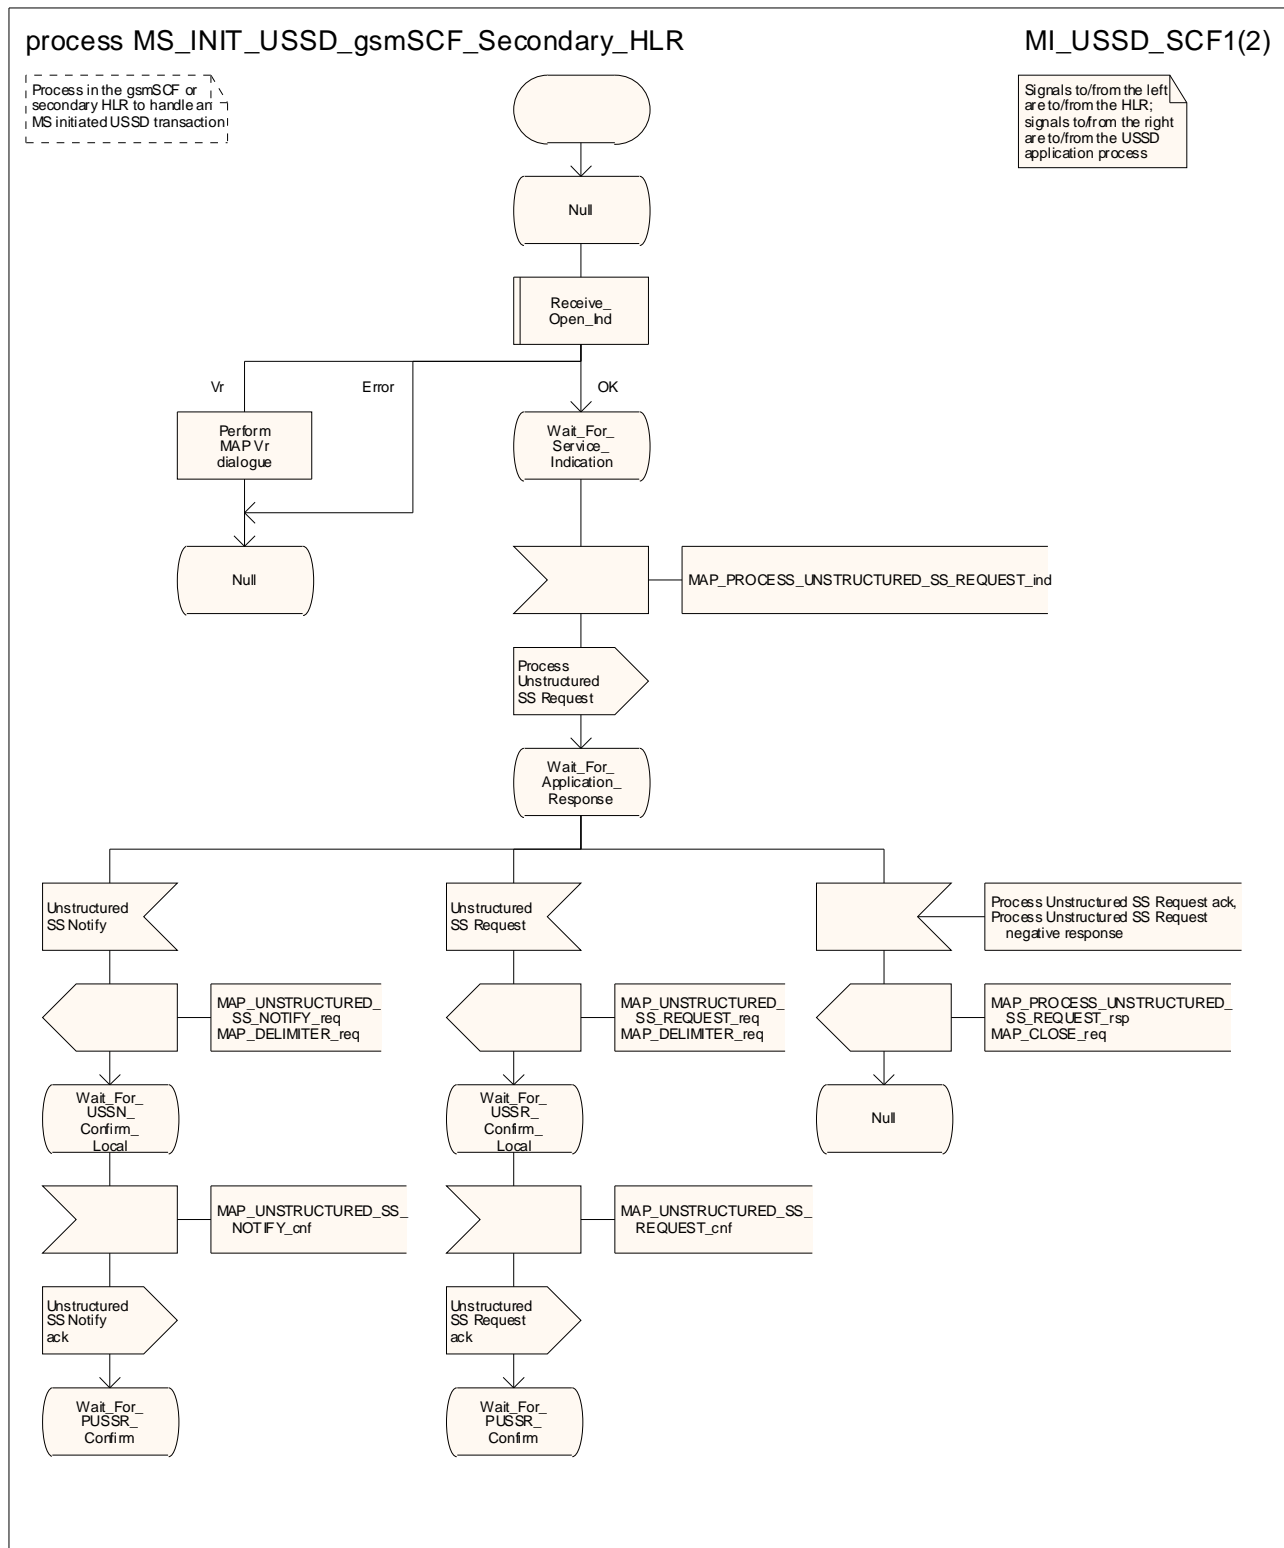 process MS_INIT_USSD_gsmSCF_Secondary_HLR
MI_USSD_SCF1(2)
Process in the gsmSCF or
secondary HLR to handle an
MS initiated USSD transaction
Signals to/from the left
are to/from the HLR;
signals to/from the right
are to/from the USSD
application process
Null
Receive_
Open_Ind
Vr
Error
OK
Perform
MAP Vr
dialogue
Wait_For_
Service_
Indication
Null
MAP_PROCESS_UNSTRUCTURED_SS_REQUEST_ind
Process
Unstructured
SS Request
Wait_For_
Application_
Response
Unstructured
SS Notify
Unstructured
SS Request
Process Unstructured SS Request ack,
Process Unstructured SS Request
negative response
MAP_UNSTRUCTURED_
SS_NOTIFY_req
MAP_DELIMITER_req
MAP_UNSTRUCTURED_
SS_REQUEST_req
MAP_DELIMITER_req
MAP_PROCESS_UNSTRUCTURED_
SS_REQUEST_rsp
MAP_CLOSE_req
Wait_For_
USSN_
Confirm_
Local
Wait_For_
USSR_
Confirm_
Local
Null
MAP_UNSTRUCTURED_SS_
NOTIFY_cnf
MAP_UNSTRUCTURED_SS_
REQUEST_cnf
Unstructured
SS Notify
ack
Unstructured
SS Request
ack
Wait_For_
PUSSR_
Confirm
Wait_For_
PUSSR_
Confirm